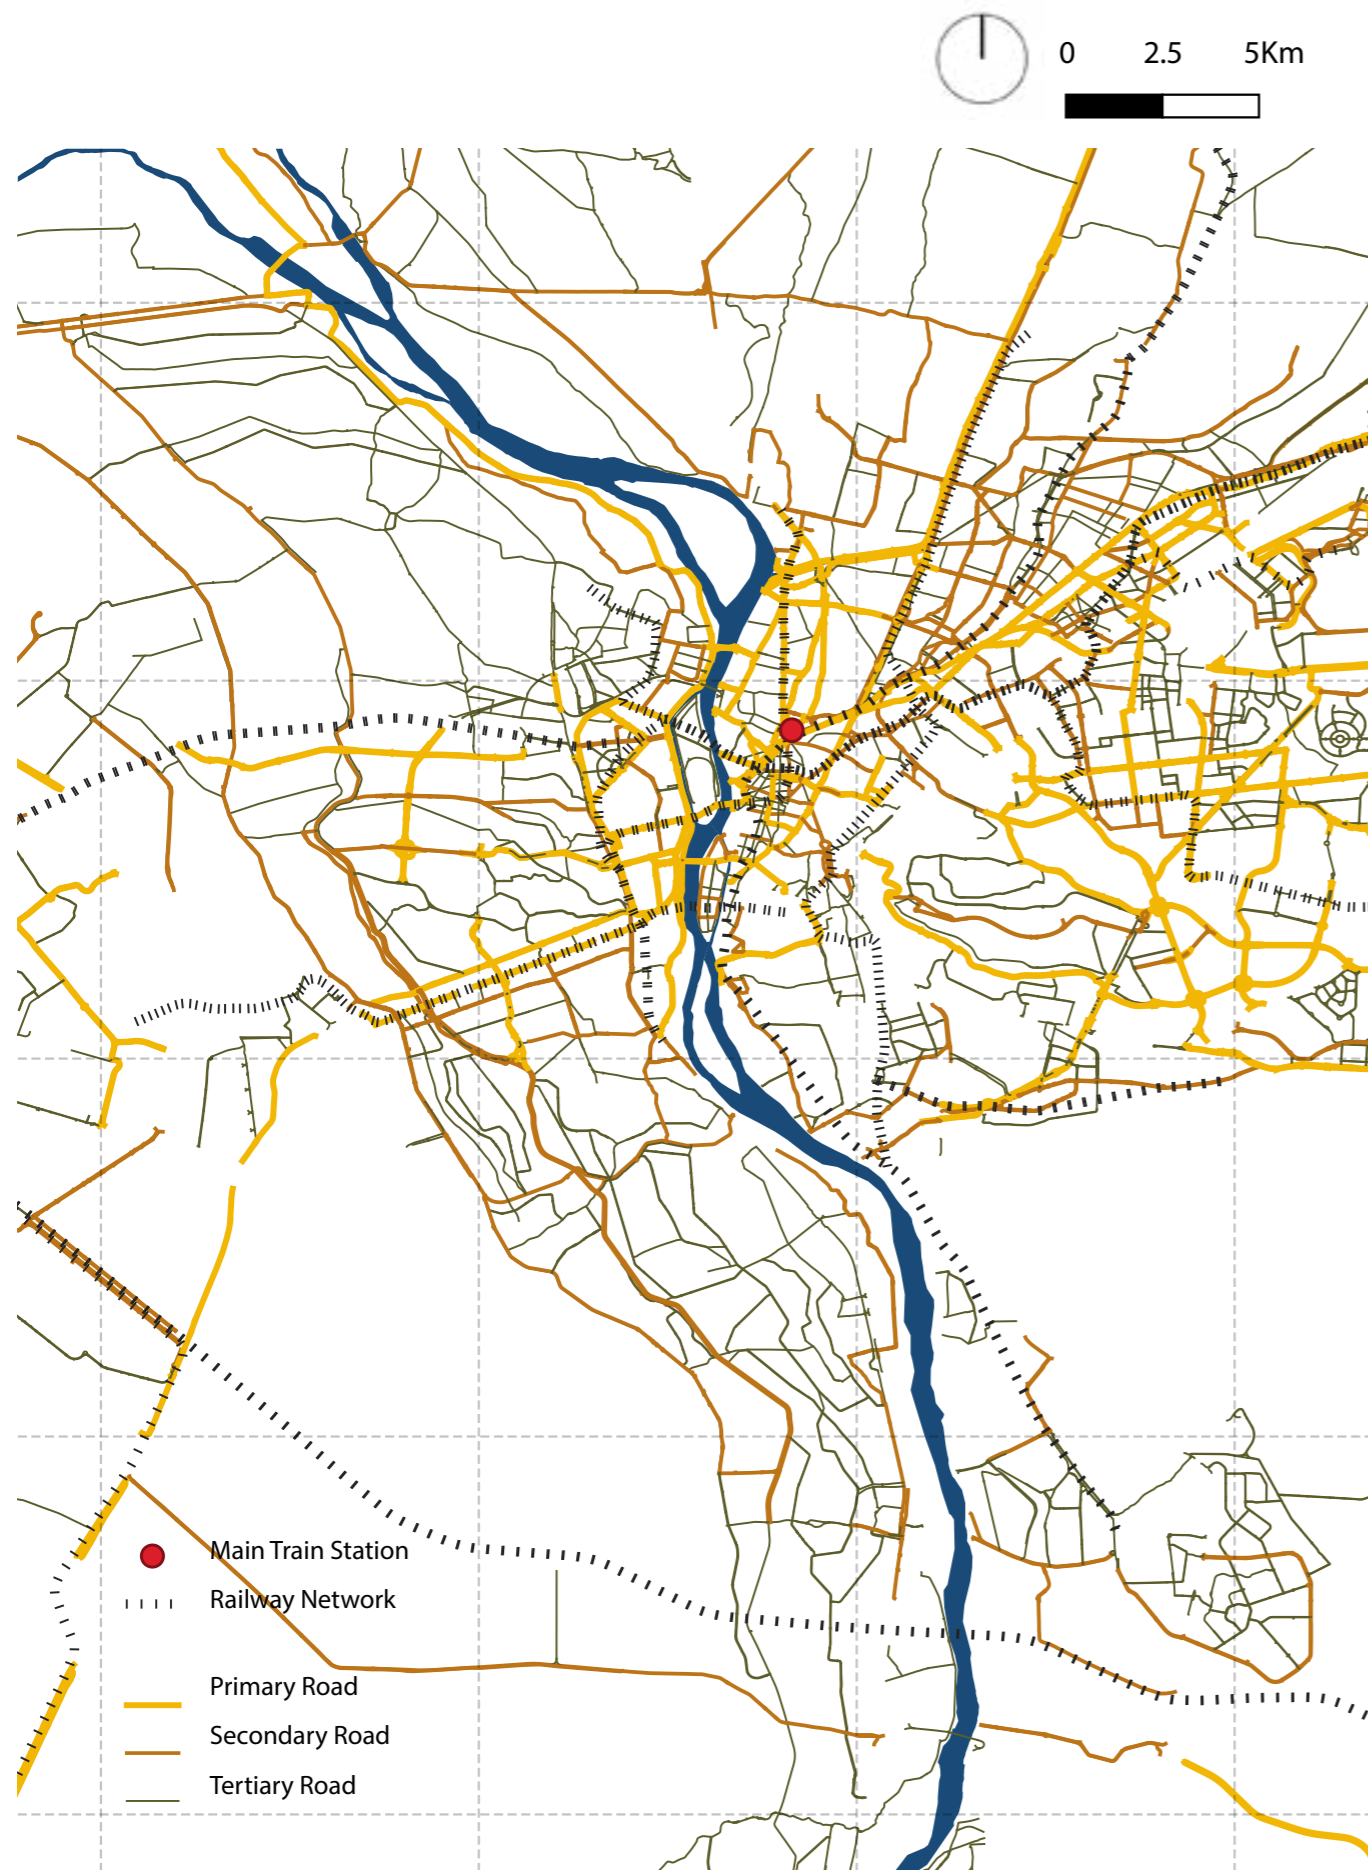 0 2.5 5Km
Main Train Station
Railway Network
Primary Road
Secondary Road
Tertiary Road